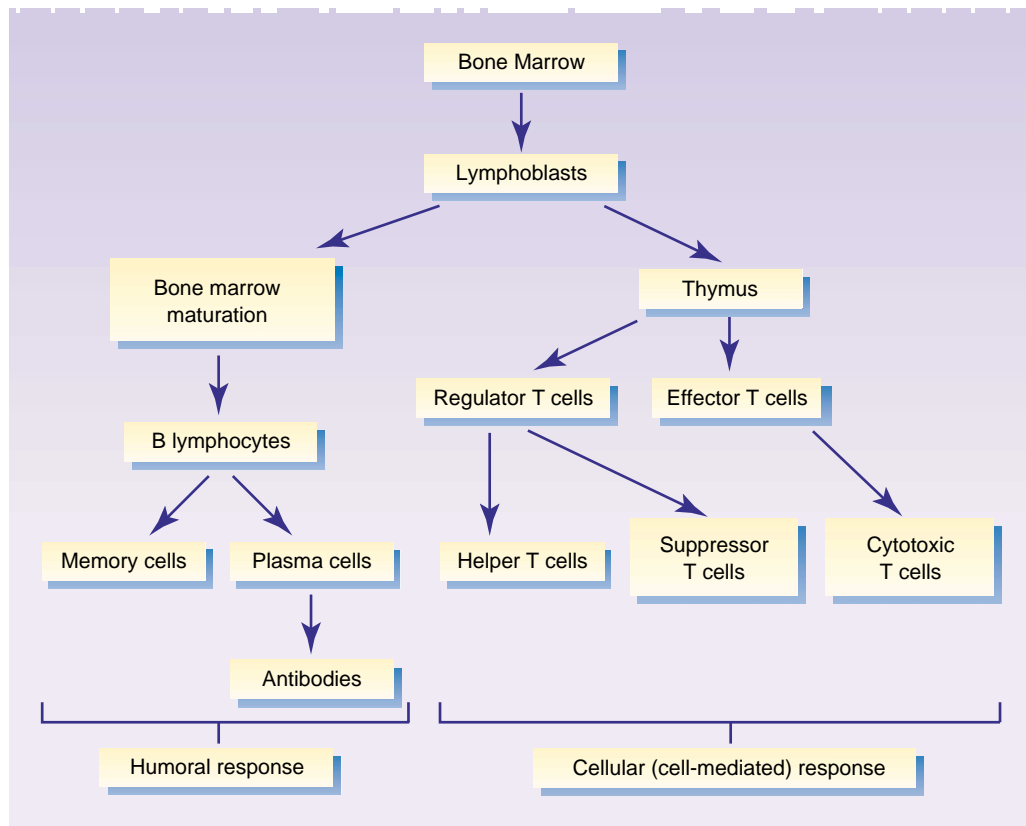 Bone Marrow
Lymphoblasts
Bone marrow
maturation
Thymus
Regulator T cells
Effector T cells
B lymphocytes
Memory cells
Plasma cells
Helper T cells
Suppressor
T cells
Cytotoxic
T cells
Antibodies
Humoral response
Cellular (cell-mediated) response